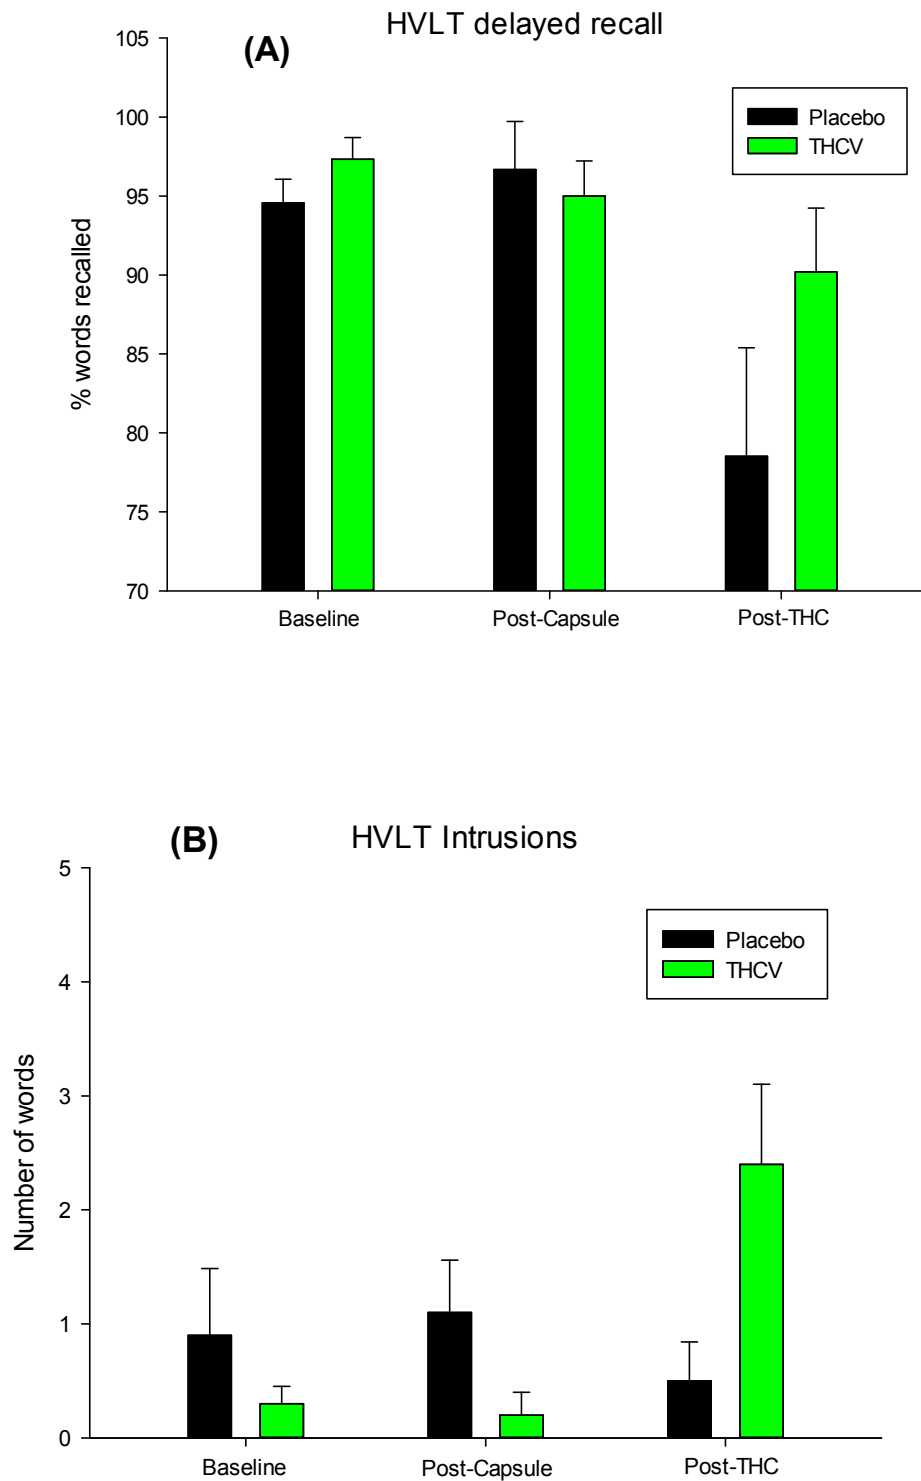 HVLT delayed recall
(A)
105
100
95
90
85
80
75
70
% words recalled
Placebo
THCV
Baseline
Post-Capsule
Post-THC
(B)
HVLT Intrusions
5
4
3
2
1
0
Number of words
Placebo
THCV
Baseline
Post-Capsule
Post-THC